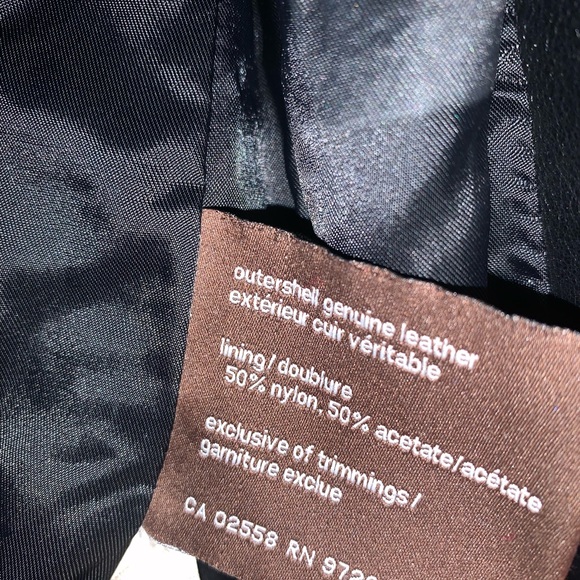 outershell genuine leather
extérieur cuir véritable
lining/doublure
50% nylon, 50% acetate/acétate
exclusive of trimmings/
garniture exclue
CA 02558 RN